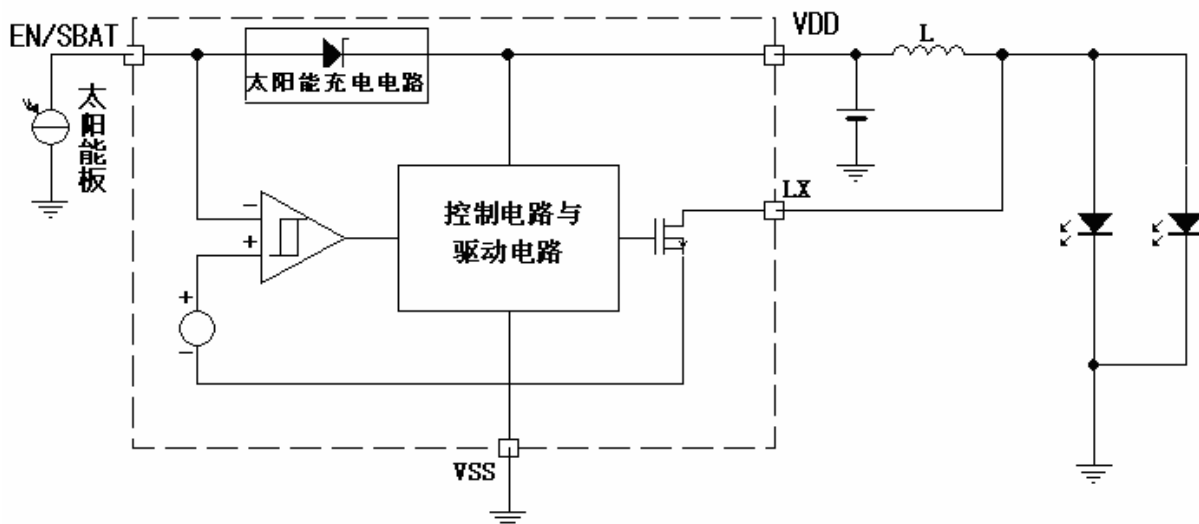 EN/SBAT
VDD
L
太阳能充电电路
太阳能板
LX
控制电路与
驱动电路
−
+
+
−
VSS